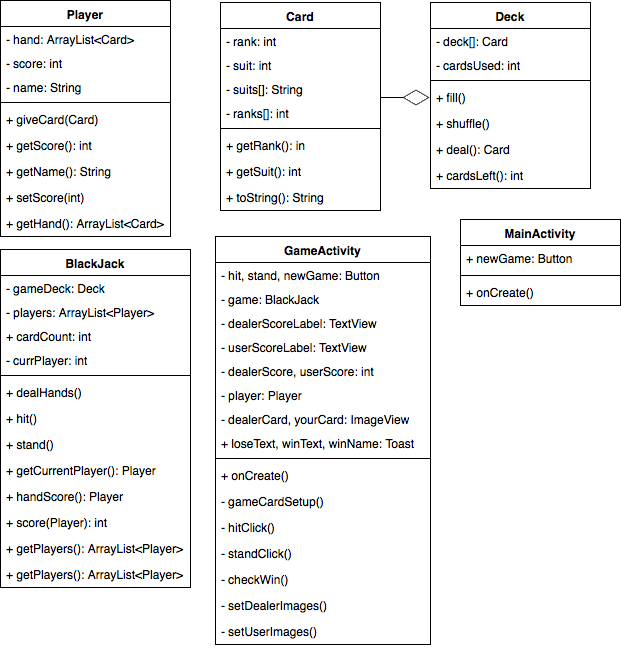 Player
- hand: ArrayList<Card>
- score: int
- name: String
+ giveCard(Card)
+ getScore(): int
+ getName(): String
+ setScore(int)
+ getHand(): ArrayList<Card>
Card
- rank: int
- suit: int
- suits[]: String
- ranks[]: int
+ getRank(): in
+ getSuit(): int
+ toString(): String
Deck
- deck[]: Card
- cardsUsed: int
+ fill()
+ shuffle()
+ deal(): Card
+ cardsLeft(): int
BlackJack
- gameDeck: Deck
- players: ArrayList<Player>
+ cardCount: int
- currPlayer: int
+ dealHands()
+ hit()
+ stand()
+ getCurrentPlayer(): Player
+ handScore(): Player
+ score(Player): int
+ getPlayers(): ArrayList<Player>
+ getPlayers(): ArrayList<Player>
GameActivity
- hit, stand, newGame: Button
- game: BlackJack
- dealerScoreLabel: TextView
- userScoreLabel: TextView
- dealerScore, userScore: int
- player: Player
- dealerCard, yourCard: ImageView
+ loseText, winText, winName: Toast
+ onCreate()
- gameCardSetup()
- hitClick()
- standClick()
- checkWin()
- setDealerImages()
- setUserImages()
MainActivity
+ newGame: Button
+ onCreate()